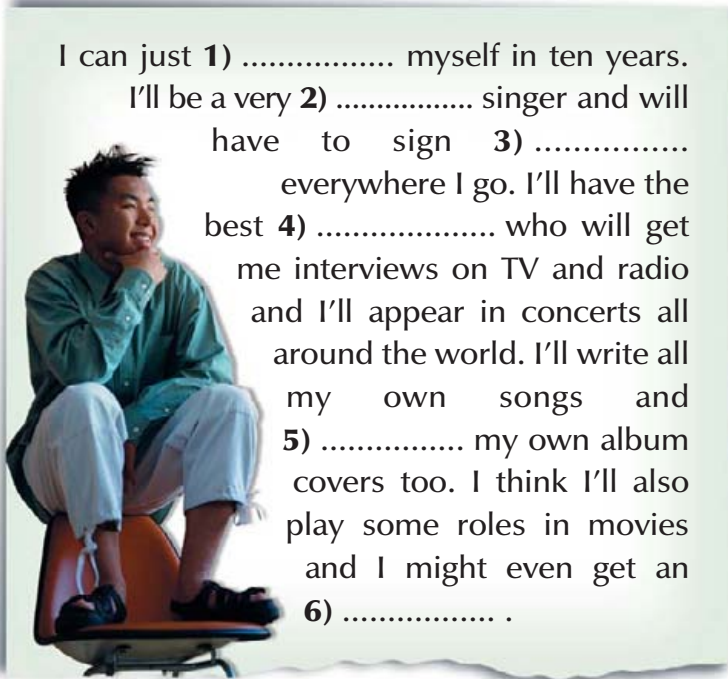 I can just 1) ................. myself in ten years.
I'll be a very 2) ................. singer and will
have to sign 3) ................
everywhere I go. I'll have the
best 4) ................... who will get
me interviews on TV and radio
and I'll appear in concerts all
around the world. I'll write all
my own songs and
5) ................ my own album
covers too. I think I'll also
play some roles in movies
and I might even get an
6) ................. .